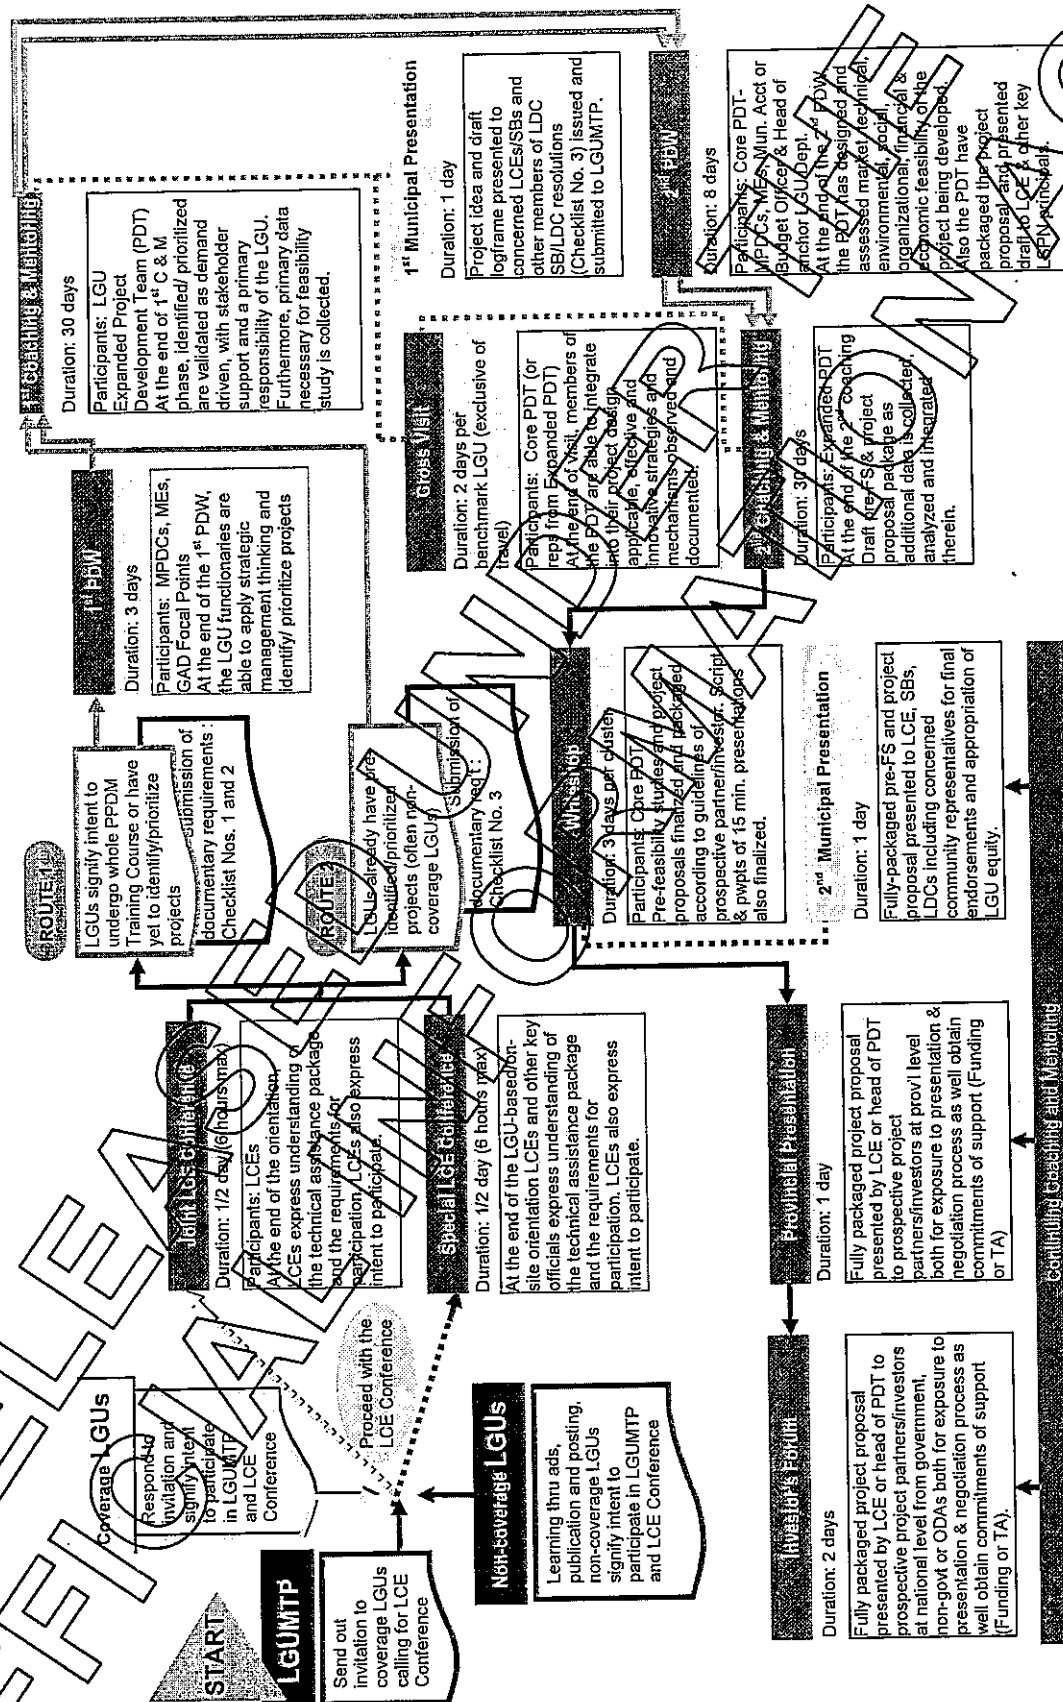 START
LGUMTP
Send out
invitation to
coverage LGUs
calling for LCE
Conference
Coverage LGUs
Respond to
invitation and
signify intent
to participate
in LGUMTP
and LCE
Conference
Non-coverage LGUs
Learning thru ads,
publication and posting,
non-coverage LGUs
signify intent to
participate in LGUMTP
and LCE Conference
Proceed with the
LCE Conference
Joint LCEs Conference
Duration: 1/2 day (6 hours max)
Participants: LCEs
At the end of the orientation,
LCEs express understanding of
the technical assistance package
and the requirements for
participation. LCEs also express
intent to participate.
Special LCE Conference
Duration: 1/2 day (6 hours max)
At the end of the LGU-based/on-
site orientation LCEs and other key
officials express understanding of
the technical assistance package
and the requirements for
participation. LCEs also express
intent to participate.
ROUTE 1
LGUs signify intent to
undergo whole PPDM
Training Course or have
yet to identify/prioritize
projects
Submission of
documentary requirements :
Checklist Nos. 1 and 2
ROUTE 2
LGUs already have pre-
identified/prioritized
projects (often non-
coverage LGUs)
Submission of
documentary req't :
Checklist No. 3
1st PDW
Duration: 3 days
Participants: MPDCs, MEs,
GAD Focal Points
At the end of the 1st PDW,
the LGU functionaries are
able to apply strategic
management thinking and
identify/ prioritize projects
1st Coaching & Mentoring
Duration: 30 days
Participants: LGU
Expanded Project
Development Team (PDT)
At the end of 1st C & M
phase, identified/ prioritized
are validated as demand
driven, with stakeholder
support and a primary
responsibility of the LGU.
Furthermore, primary data
necessary for feasibility
study is collected.
1st Municipal Presentation
Duration: 1 day
Project idea and draft
logframe presented to
concerned LCEs/SBs and
other members of LDC
SB/LDC resolutions
(Checklist No. 3) issued and
submitted to LGUMTP.
Cross Visit
Duration: 2 days per
benchmark LGU (exclusive of
travel)
Participants: Core PDT (or
reps from Expanded PDT)
At the end of visit, members of
the PDT are able to integrate
into their project design
applicable, effective and
innovative strategies and
mechanisms observed and
documented.
2nd PDW
Duration: 8 days
Participants: Core PDT-
MPDCs, MEs, Mun. Acct or
Budget Officer & Head of
anchor LGU Dept.
At the end of the 2nd PDW,
the PDT has designed and
assessed market, technical,
environmental, social,
organizational, financial &
economic feasibility of the
project being developed.
Also the PDT have
packaged the project
proposal and presented
draft to LCE & other key
LGPN principals.
2nd Coaching & Mentoring
Duration: 30 days
Participants: Expanded PDT
At the end of the 2nd coaching
Draft pre-FS & project
proposal package as
additional data is collected,
analyzed and integrated
therein.
Writeshop
Duration: 3 days per cluster
Participants: Core PDT
Pre-feasibility studies and project
proposals finalized and packaged
according to guidelines of
prospective partner/investor. Script
& pwpts of 15 min. presentations
also finalized.
2nd Municipal Presentation
Duration: 1 day
Fully-packaged pre-FS and project
proposal presented to LCE, SBs,
LDCs including concerned
community representatives for final
endorsements and appropriation of
LGU equity.
Provincial Presentation
Duration: 1 day
Fully packaged project proposal
presented by LCE or head of PDT
to prospective project
partners/investors at prov'l level
both for exposure to presentation &
negotiation process as well obtain
commitments of support (Funding
or TA)
Investor's Forum
Duration: 2 days
Fully packaged project proposal
presented by LCE or head of PDT to
prospective project partners/investors
at national level from government,
non-govt or ODAs both for exposure to
presentation & negotiation process as
well obtain commitments of support
(Funding or TA).
Continuing Coaching and Mentoring